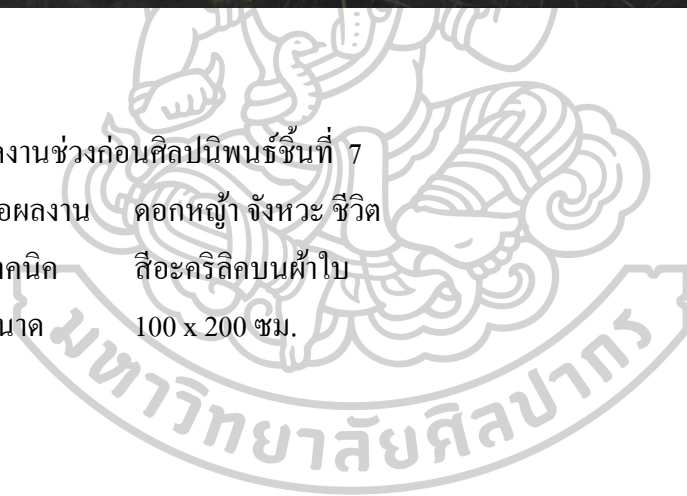 งานช่วงก่อนศิลปนิพนธ์ชิ้นที่ 7
ผลงาน ดอกหญ้า จังหวะ ชีวิต
คนิค สีอะคริลิคบนผ้าใบ
นาด 100 x 200 ซม.
มหาวิทยาลัยศิลปากร